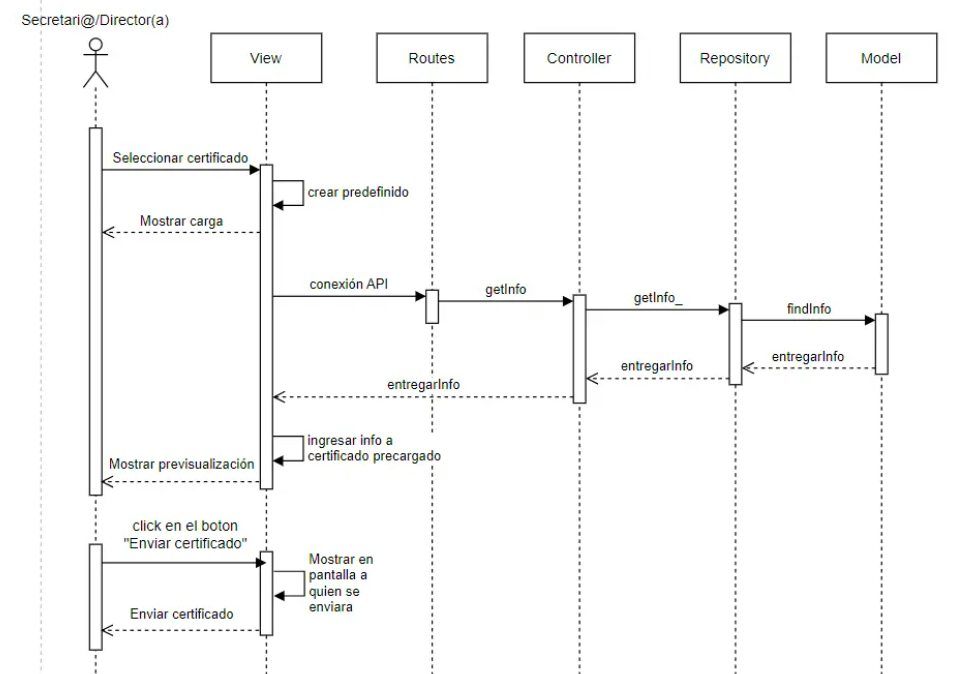 Secretari@/Director(a)
View
Routes
Controller
Repository
Model
Seleccionar certificado
crear predefinido
Mostrar carga
conexión API
getInfo
getInfo_
findInfo
entregarInfo
entregarInfo
entregarInfo
ingresar info a
certificado precargado
Mostrar previsualización
click en el boton
"Enviar certificado"
Mostrar en
pantalla a
quien se
enviara
Enviar certificado